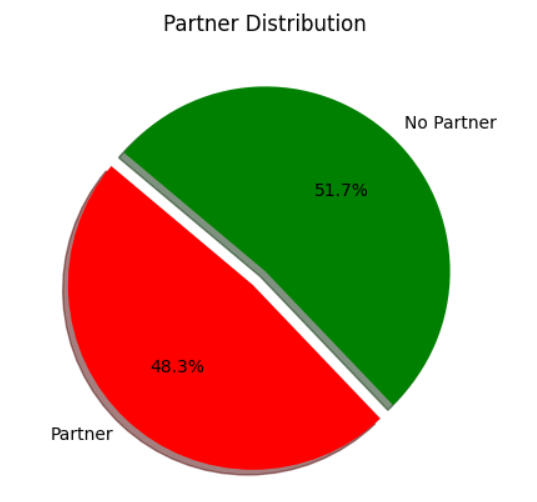 Partner Distribution
No Partner
51.7%
48.3%
Partner